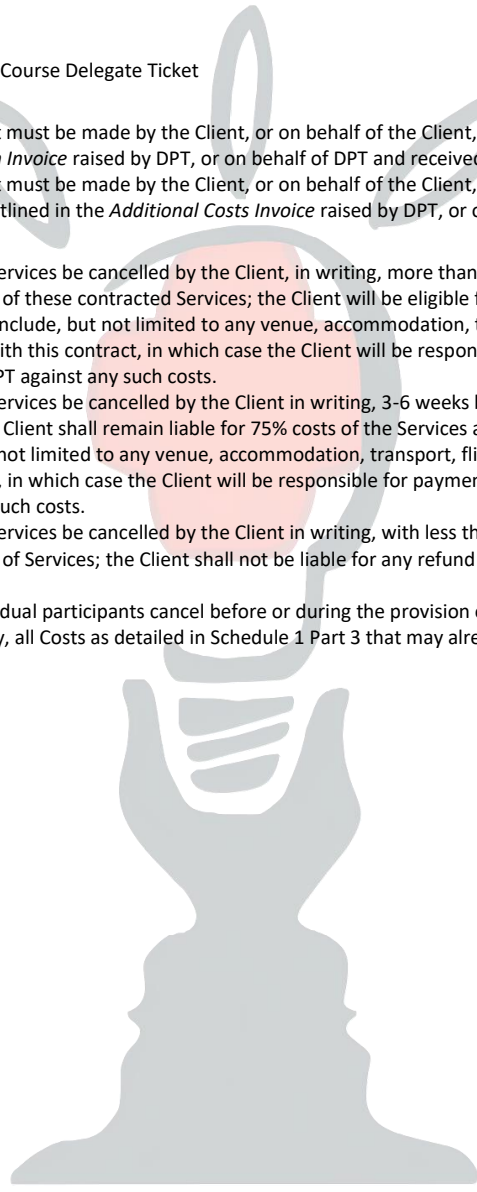 Course Delegate Ticket
must be made by the Client, or on behalf of the Client,
Invoice raised by DPT, or on behalf of DPT and received
must be made by the Client, or on behalf of the Client,
tlined in the Additional Costs Invoice raised by DPT, or o
ervices be cancelled by the Client, in writing, more than
of these contracted Services; the Client will be eligible f
nclude, but not limited to any venue, accommodation, t
ith this contract, in which case the Client will be respon
PT against any such costs.
ervices be cancelled by the Client in writing, 3-6 weeks
Client shall remain liable for 75% costs of the Services a
not limited to any venue, accommodation, transport, fli
, in which case the Client will be responsible for paymen
uch costs.
ervices be cancelled by the Client in writing, with less th
of Services; the Client shall not be liable for any refund
dual participants cancel before or during the provision
y, all Costs as detailed in Schedule 1 Part 3 that may alre